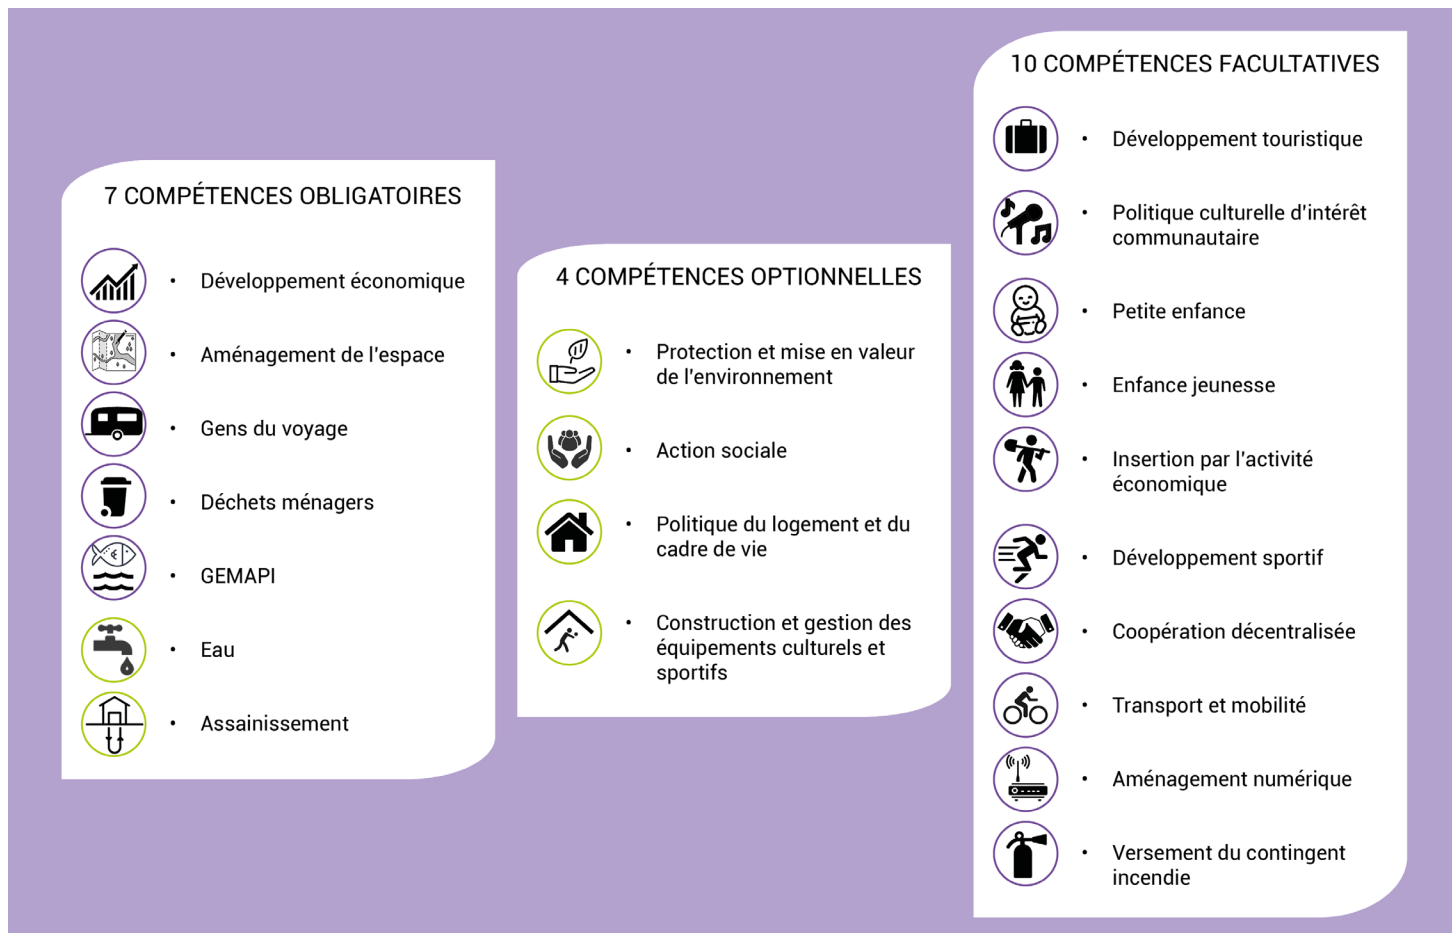 7 COMPÉTENCES OBLIGATOIRES
• Développement économique
• Aménagement de l'espace
• Gens du voyage
• Déchets ménagers
• GEMAPI
• Eau
• Assainissement
4 COMPÉTENCES OPTIONNELLES
• Protection et mise en valeur
de l'environnement
• Action sociale
• Politique du logement et du
cadre de vie
• Construction et gestion des
équipements culturels et
sportifs
10 COMPÉTENCES FACULTATIVES
• Développement touristique
• Politique culturelle d'intérêt
communautaire
• Petite enfance
• Enfance jeunesse
• Insertion par l'activité
économique
• Développement sportif
• Coopération décentralisée
• Transport et mobilité
• Aménagement numérique
• Versement du contingent
incendie